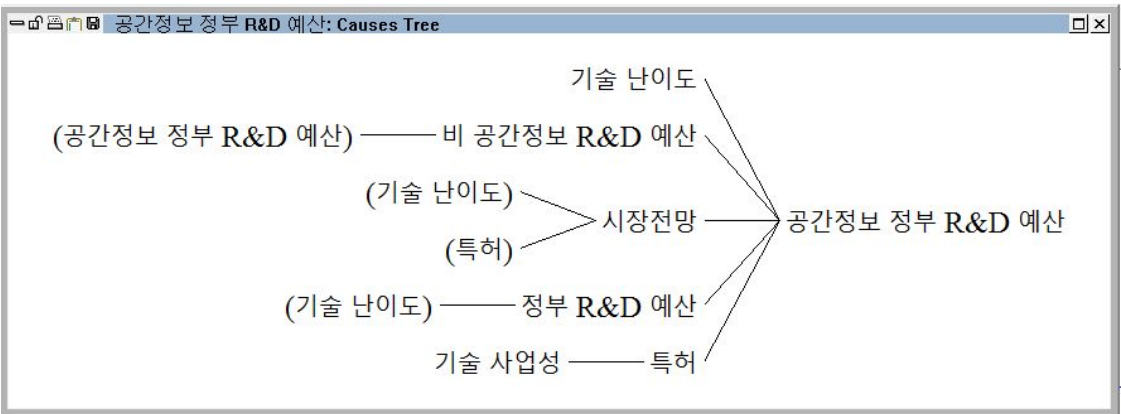 공간정보 정부 R&D 예산: Causes Tree
기술 난이도
(공간정보 정부 R&D 예산) 비 공간정보 R&D 예산
(기술 난이도)
시장전망 공간정보 정부 R&D 예산
(특허)
(기술 난이도) 정부 R&D 예산
기술 사업성 특허